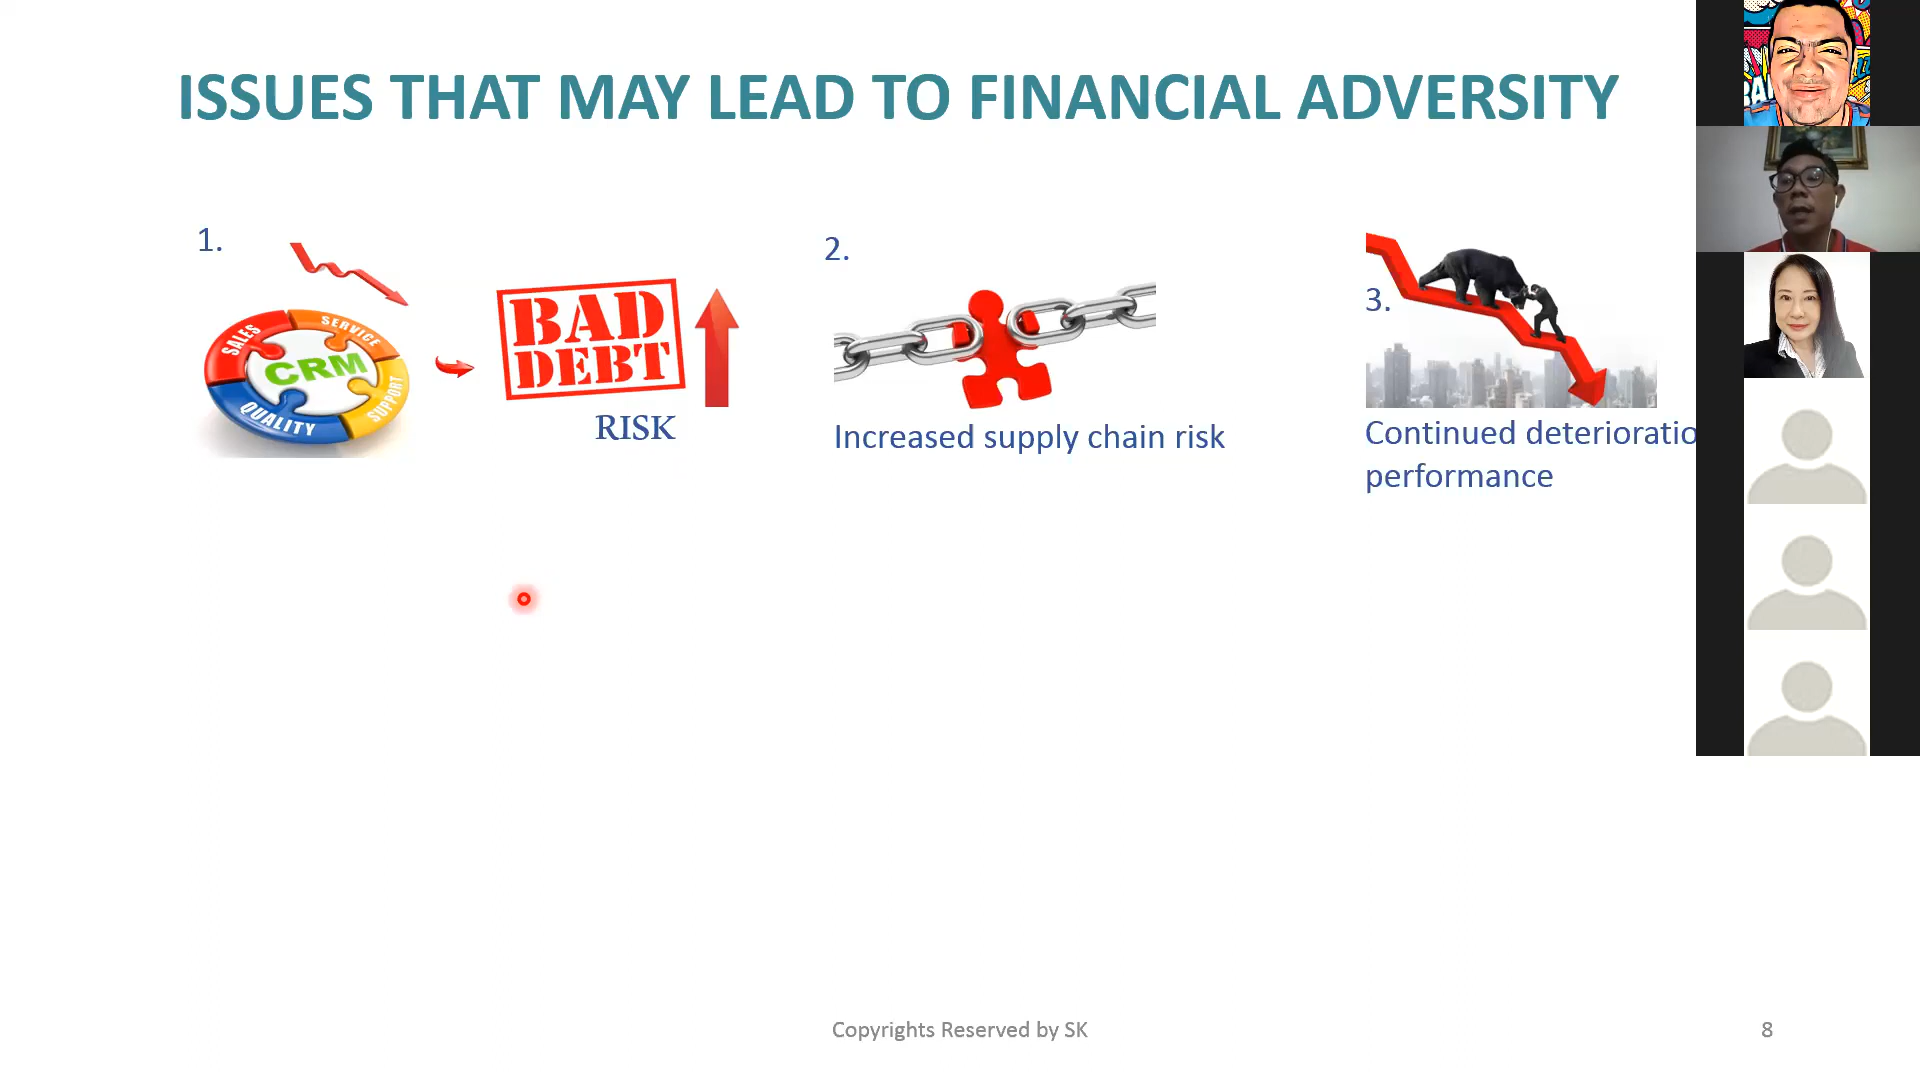 ISSUES THAT MAY LEAD TO FINANCIAL ADVERSITY
1.
SALES
SERVICE
CRM
QUALITY
SUPPORT
BAD
DEBT
RISK
2.
Increased supply chain risk
3.
Continued deterioratio
performance
Copyrights Reserved by SK
8